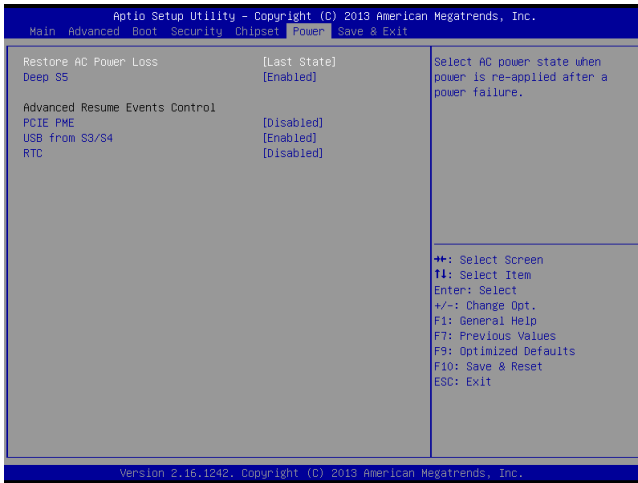 Aptio Setup Utility – Copyright (C) 2013 American Megatrends, Inc.
Main Advanced Boot Security Chipset Power Save & Exit
Restore AC Power Loss [Last State]
Deep S5 [Enabled]
Advanced Resume Events Control
PCIE PME [Disabled]
USB from S3/S4 [Enabled]
RTC [Disabled]
Select AC power state when
power is re-applied after a
power failure.
→←: Select Screen
↑↓: Select Item
Enter: Select
+/-: Change Opt.
F1: General Help
F7: Previous Values
F9: Optimized Defaults
F10: Save & Reset
ESC: Exit
Version 2.16.1242. Copyright (C) 2013 American Megatrends, Inc.